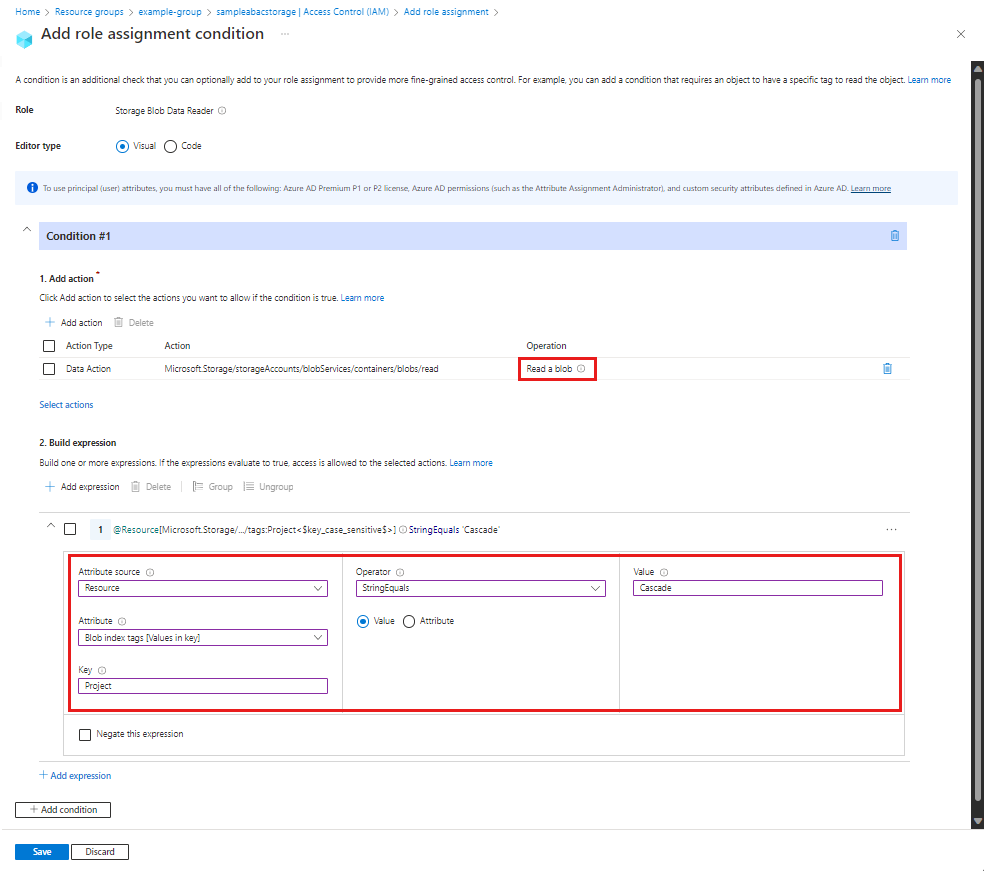 Home > Resource groups > example-group > sampleabacstorage | Access Control (IAM) > Add role assignment >
Add role assignment condition ...
A condition is an additional check that you can optionally add to your role assignment to provide more fine-grained access control. For example, you can add a condition that requires an object to have a specific tag to read the object. Learn more
Role Storage Blob Data Reader
Editor type Visual Code
To use principal (user) attributes, you must have all of the following: Azure AD Premium P1 or P2 license, Azure AD permissions (such as the Attribute Assignment Administrator), and custom security attributes defined in Azure AD. Learn more
Condition #1
1. Add action *
Click Add action to select the actions you want to allow if the condition is true. Learn more
+ Add action Delete
Action Type Action Operation
Data Action Microsoft.Storage/storageAccounts/blobServices/containers/blobs/read Read a blob
Select actions
2. Build expression
Build one or more expressions. If the expressions evaluate to true, access is allowed to the selected actions. Learn more
+ Add expression Delete | Group Ungroup
1 @Resource[Microsoft.Storage/.../tags:Project<$key_case_sensitive$>] StringEquals 'Cascade' ...
Attribute source Operator Value
Resource StringEquals Cascade
Attribute Value Attribute
Blob index tags [Values in key]
Key
Project
Negate this expression
+ Add expression
+ Add condition
Save Discard